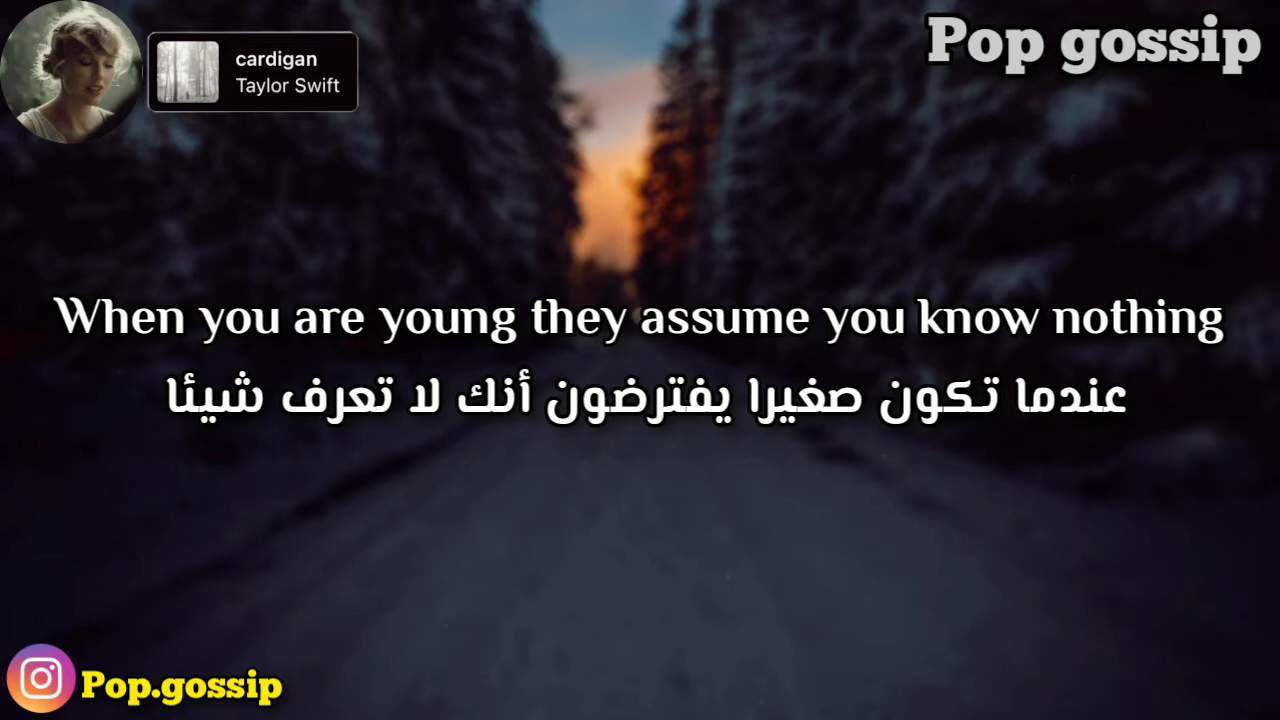 cardigan
Taylor Swift
Pop gossip
When you are young they assume you know nothing
عندما تكون صغيرا يفترضون أنك لا تعرف شيئا
Pop.gossip